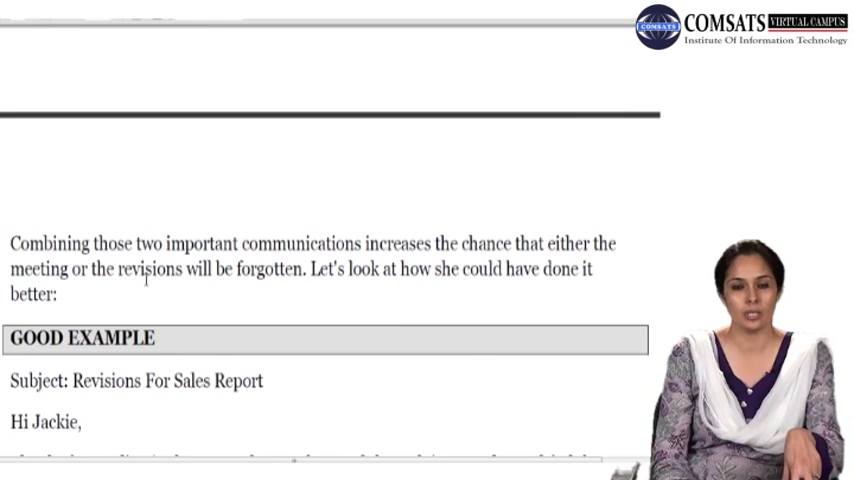 COMSATS VIRTUAL CAMPUS
COMSATS Institute Of Information Technology
Combining those two important communications increases the chance that either the
meeting or the revisions will be forgotten. Let's look at how she could have done it
better:
GOOD EXAMPLE
Subject: Revisions For Sales Report
Hi Jackie,